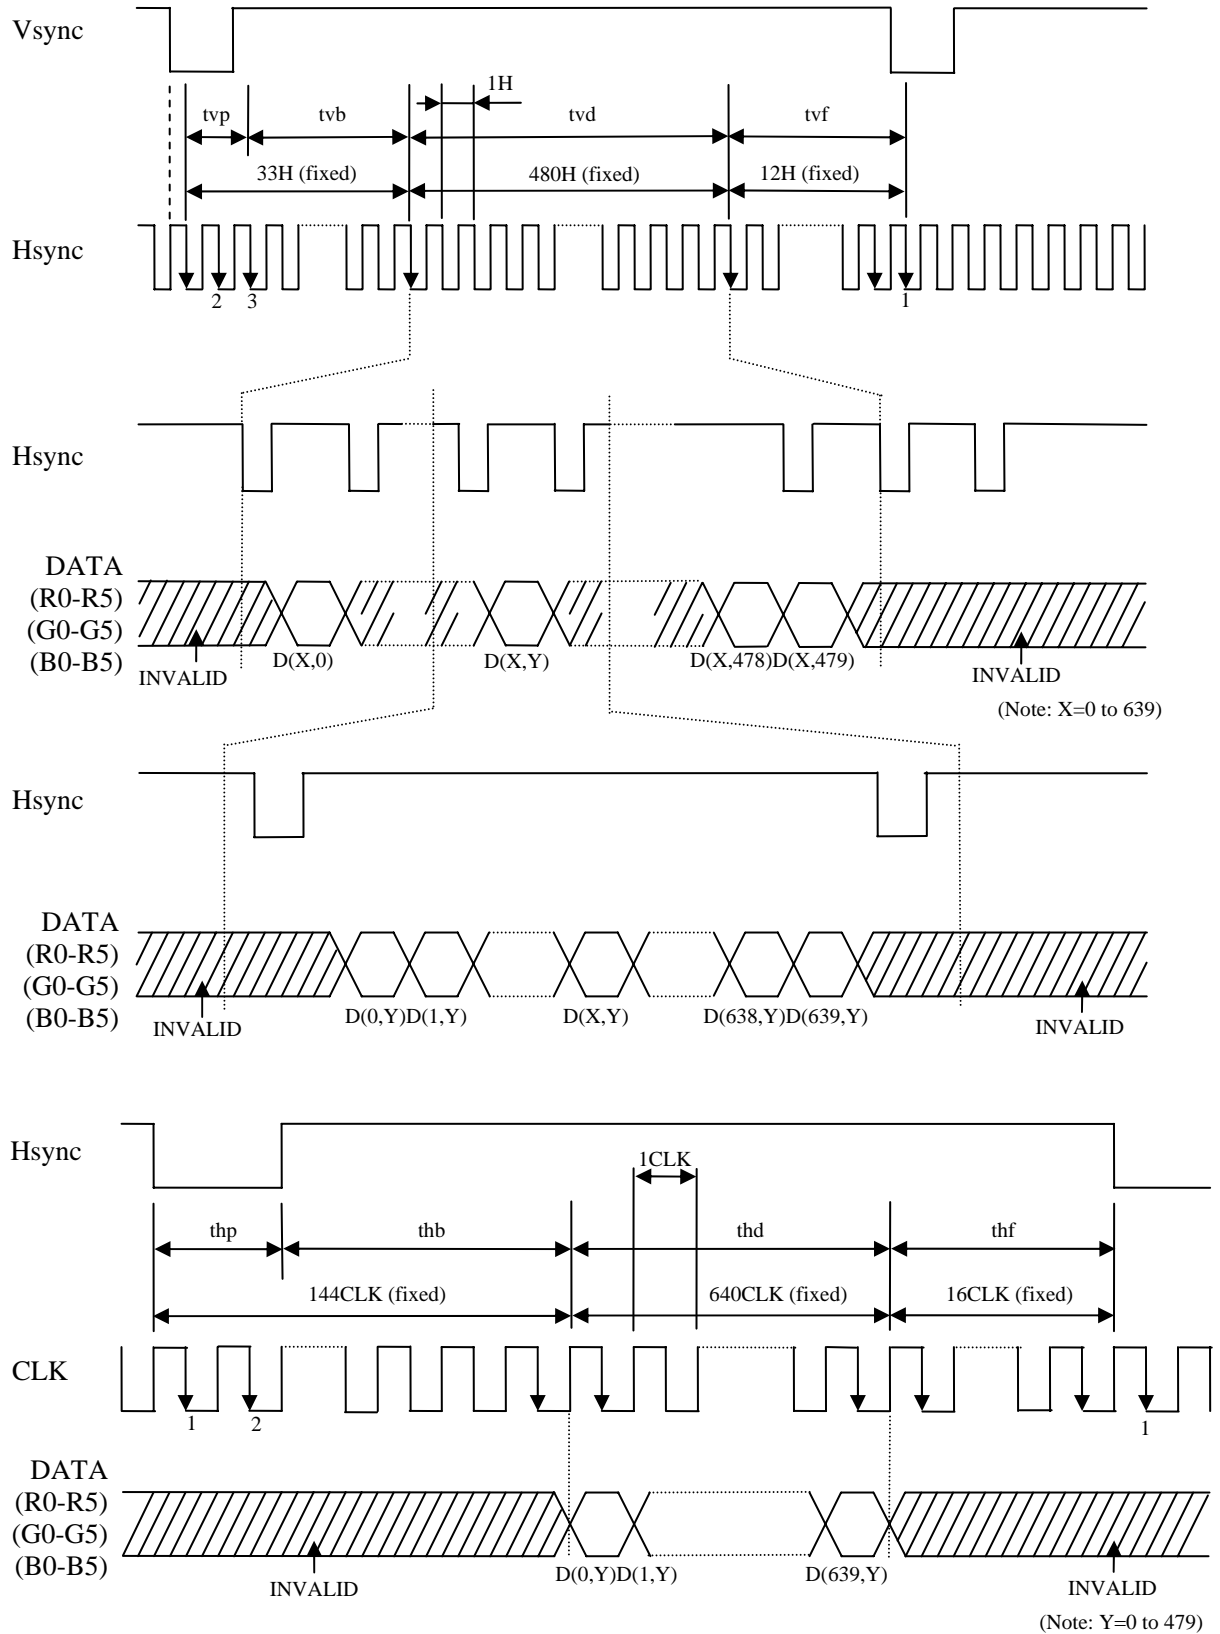 Vsync
1H
tvp tvb tvd tvf
33H (fixed) 480H (fixed) 12H (fixed)
Hsync
2 3 1
Hsync
DATA
(R0-R5)
(G0-G5)
(B0-B5)
D(X,0) D(X,Y) D(X,478)D(X,479)
INVALID INVALID
(Note: X=0 to 639)
Hsync
DATA
(R0-R5)
(G0-G5)
(B0-B5)
D(0,Y)D(1,Y) D(X,Y) D(638,Y)D(639,Y)
INVALID INVALID
Hsync
1CLK
thp thb thd thf
144CLK (fixed) 640CLK (fixed) 16CLK (fixed)
CLK
1 2 1
DATA
(R0-R5)
(G0-G5)
(B0-B5)
D(0,Y)D(1,Y) D(639,Y)
INVALID INVALID
(Note: Y=0 to 479)